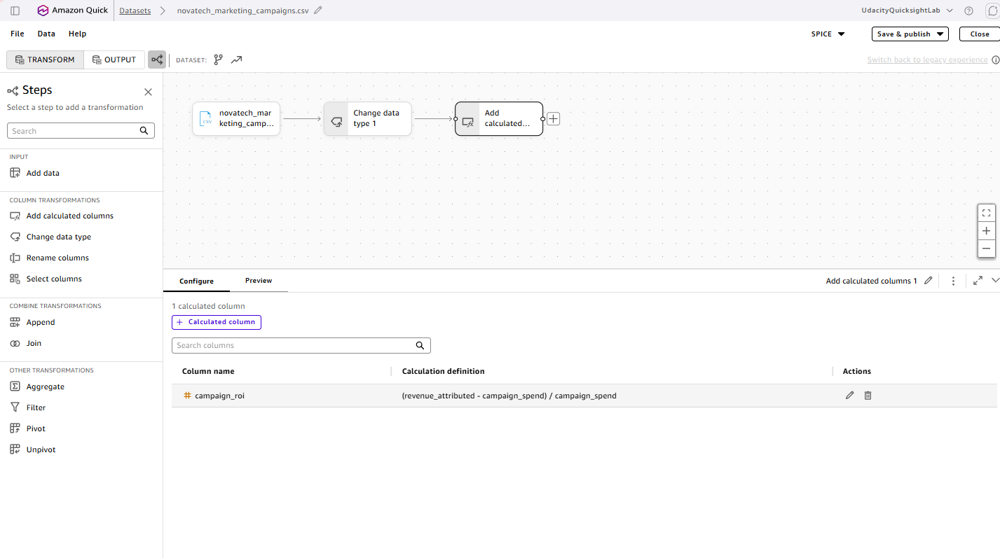 Amazon Quick
Datasets
novatech_marketing_campaigns.csv
UdacityQuicksightLab
File
Data
Help
SPICE
Save & publish
Close
TRANSFORM
OUTPUT
DATASET:
Switch back to legacy experience
Steps
Select a step to add a transformation
Search
INPUT
Add data
COLUMN TRANSFORMATIONS
Add calculated columns
Change data type
Rename columns
Select columns
COMBINE TRANSFORMATIONS
Append
Join
OTHER TRANSFORMATIONS
Aggregate
Filter
Pivot
Unpivot
CSV
novatech_mar
keting_camp...
Change data
type 1
Add
calculated...
Configure
Preview
Add calculated columns 1
1 calculated column
+ Calculated column
Search columns
Column name
Calculation definition
Actions
campaign_roi
(revenue_attributed - campaign_spend) / campaign_spend